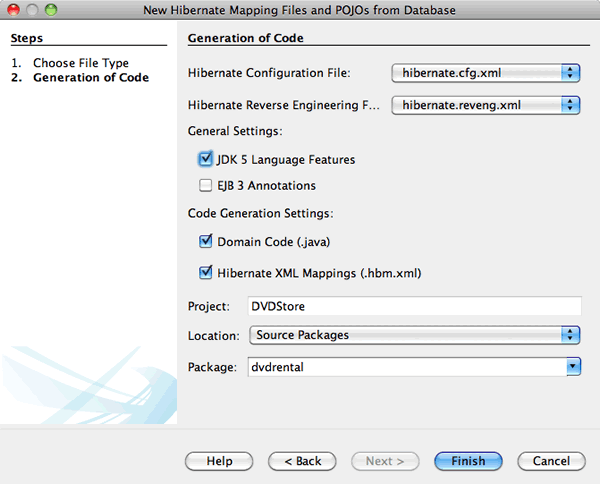 New Hibernate Mapping Files and POJOs from Database
Steps
1. Choose File Type
2. Generation of Code
Generation of Code
Hibernate Configuration File: hibernate.cfg.xml
Hibernate Reverse Engineering F... hibernate.reveng.xml
General Settings:
JDK 5 Language Features
EJB 3 Annotations
Code Generation Settings:
Domain Code (.java)
Hibernate XML Mappings (.hbm.xml)
Project: DVDStore
Location: Source Packages
Package: dvdrental
Help < Back Next > Finish Cancel